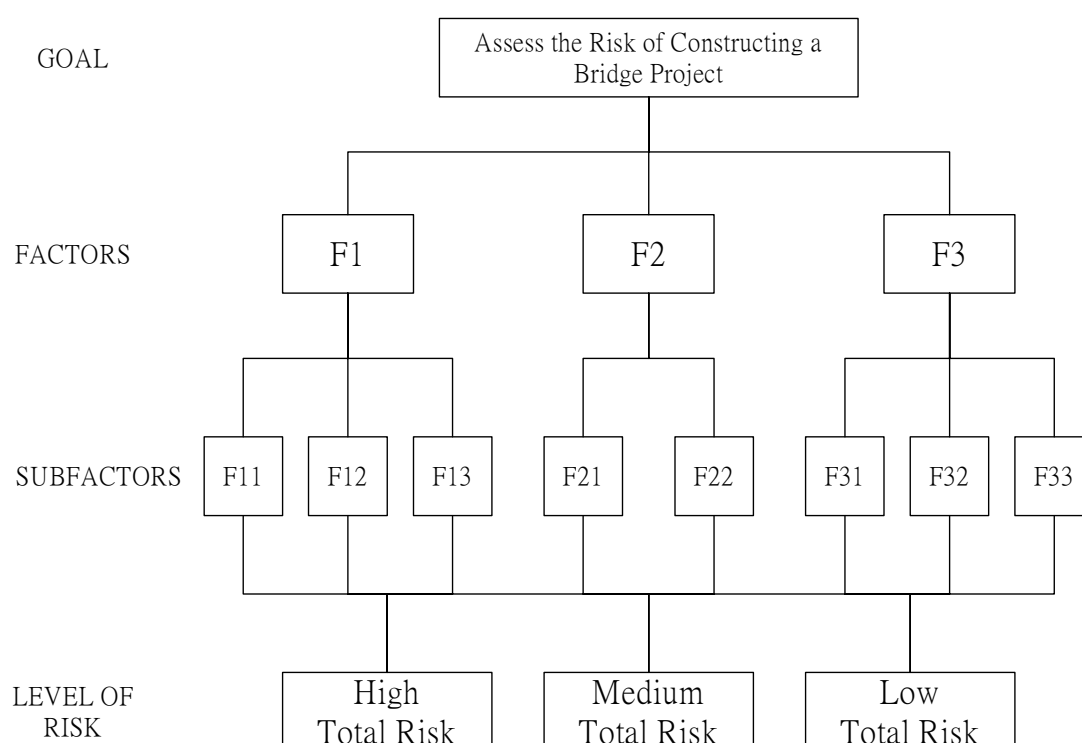 GOAL
Assess the Risk of Constructing a
Bridge Project
FACTORS
F1
F2
F3
SUBFACTORS
F11
F12
F13
F21
F22
F31
F32
F33
LEVEL OF
RISK
High
Total Risk
Medium
Total Risk
Low
Total Risk